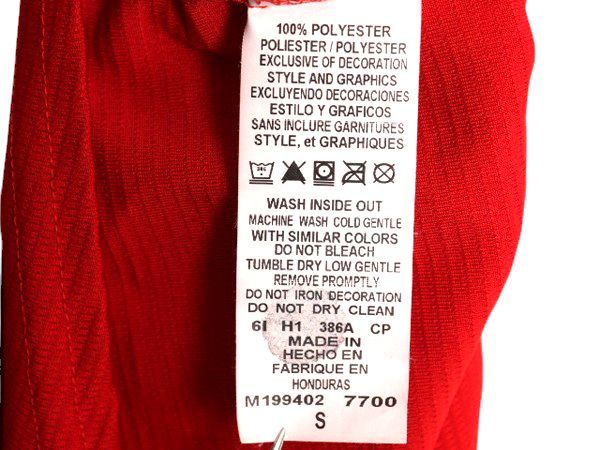 100% POLYESTER
POLIESTER / POLYESTER
EXCLUSIVE OF DECORATION
STYLE AND GRAPHICS
EXCLUYENDO DECORACIONES
ESTILO Y GRAFICOS
SANS INCLURE GARNITURES
STYLE, et GRAPHIQUES
WASH INSIDE OUT
MACHINE WASH COLD GENTLE
WITH SIMILAR COLORS
DO NOT BLEACH
TUMBLE DRY LOW GENTLE
REMOVE PROMPTLY
DO NOT IRON DECORATION
DO NOT DRY CLEAN
6I H1 386A CP
MADE IN
HECHO EN
FABRIQUE EN
HONDURAS
M199402 7700
S